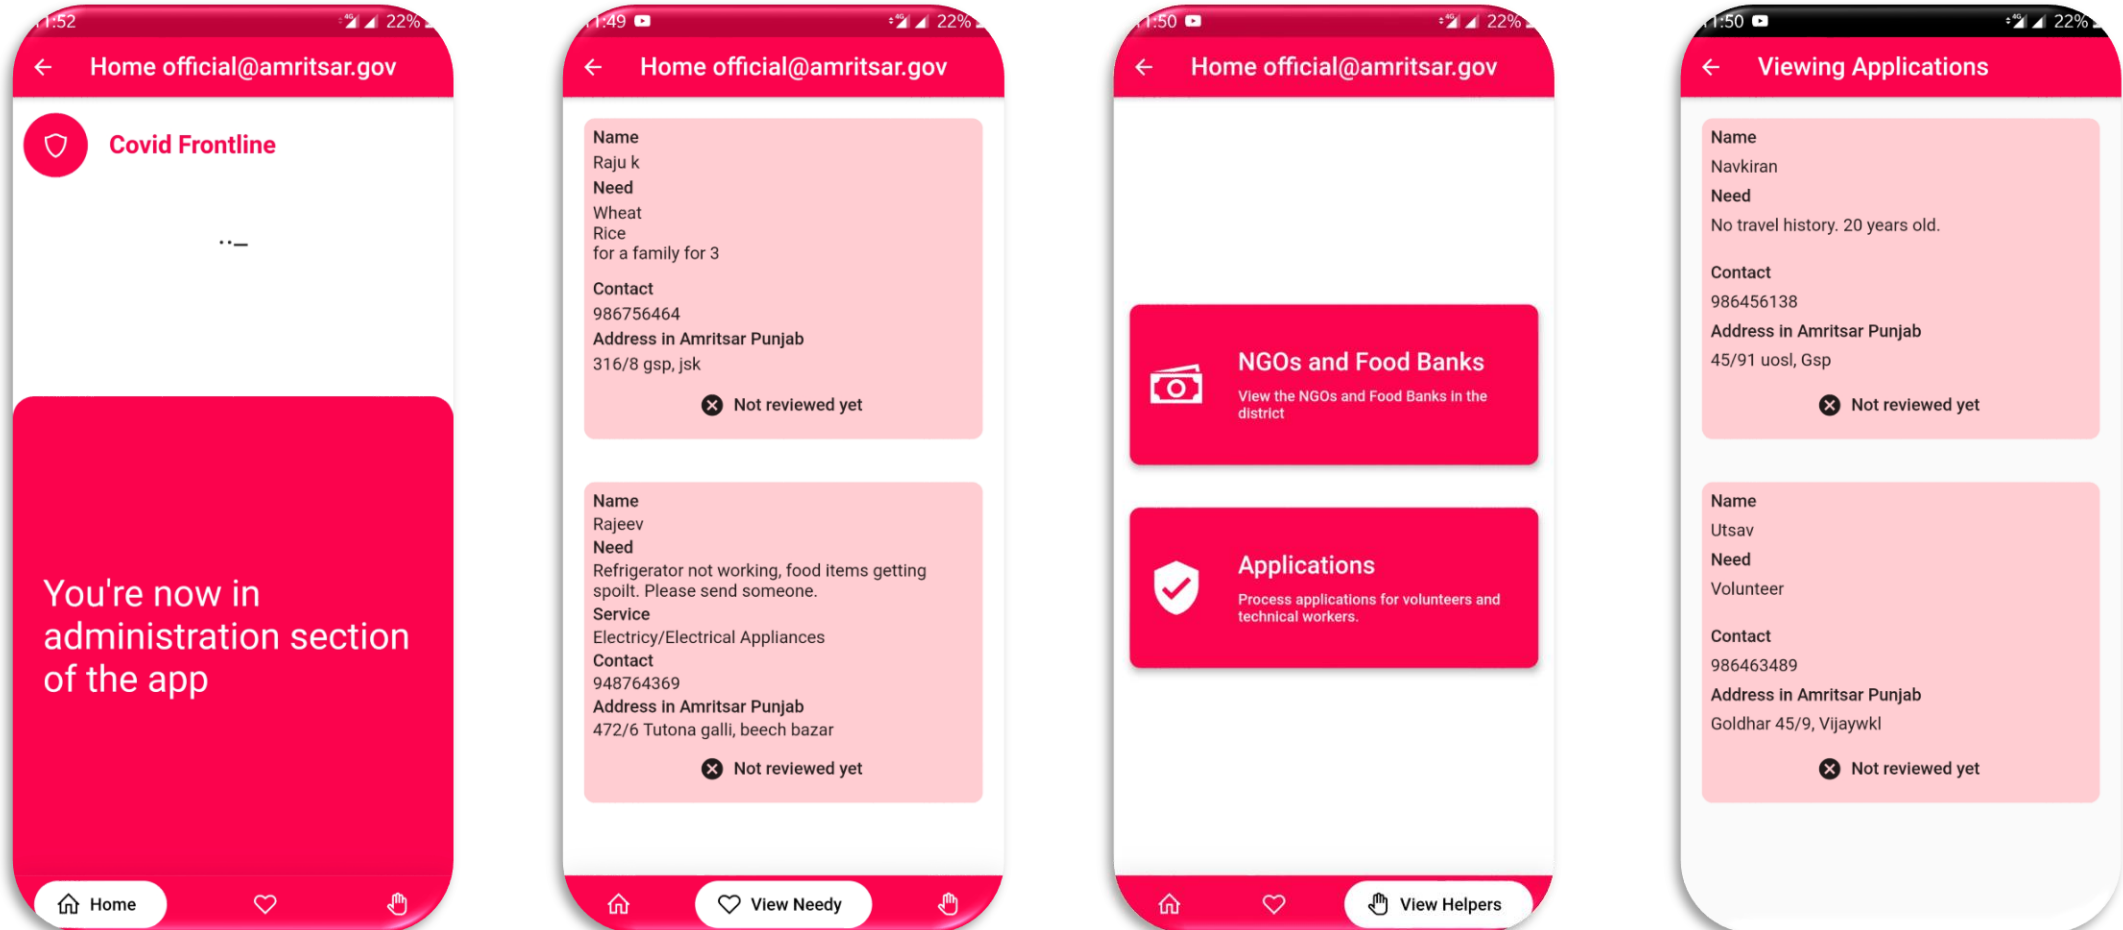 11:52
4G
22%
Home official@amritsar.gov
Covid Frontline
You're now in
administration section
of the app
Home
11:49
4G
22%
Home official@amritsar.gov
Name
Raju k
Need
Wheat
Rice
for a family for 3
Contact
986756464
Address in Amritsar Punjab
316/8 gsp, jsk
Not reviewed yet
Name
Rajeev
Need
Refrigerator not working, food items getting
spoilt. Please send someone.
Service
Electricy/Electrical Appliances
Contact
948764369
Address in Amritsar Punjab
472/6 Tutona galli, beech bazar
Not reviewed yet
View Needy
11:50
4G
22%
Home official@amritsar.gov
NGOs and Food Banks
View the NGOs and Food Banks in the
district
Applications
Process applications for volunteers and
technical workers.
View Helpers
11:50
4G
22%
Viewing Applications
Name
Navkiran
Need
No travel history. 20 years old.
Contact
986456138
Address in Amritsar Punjab
45/91 uosl, Gsp
Not reviewed yet
Name
Utsav
Need
Volunteer
Contact
986463489
Address in Amritsar Punjab
Goldhar 45/9, Vijaywkl
Not reviewed yet